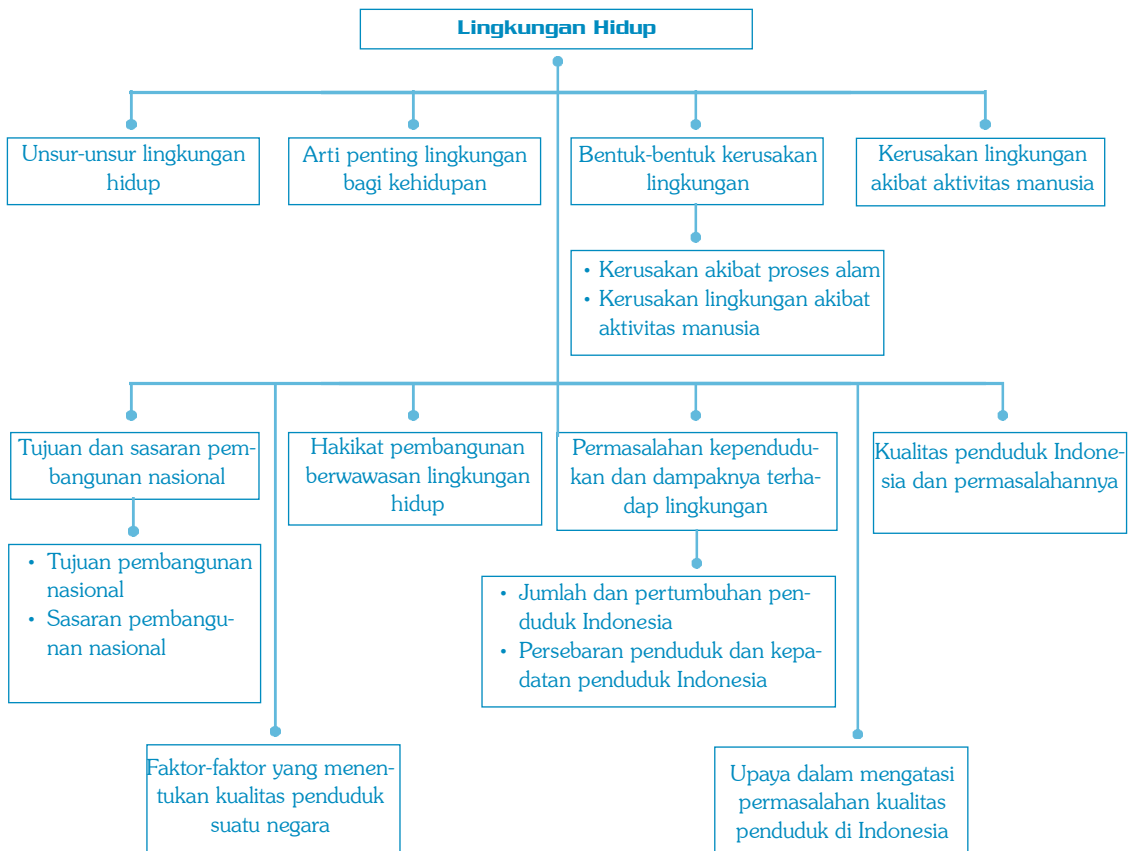 Lingkungan Hidup
Unsur-unsur lingkungan
hidup
Arti penting lingkungan
bagi kehidupan
Bentuk-bentuk kerusakan
lingkungan
Kerusakan lingkungan
akibat aktivitas manusia
• Kerusakan akibat proses alam
• Kerusakan lingkungan akibat
aktivitas manusia
Tujuan dan sasaran pem-
bangunan nasional
Hakikat pembangunan
berwawasan lingkungan
hidup
Permasalahan kependudu-
kan dan dampaknya terha-
dap lingkungan
Kualitas penduduk Indone-
sia dan permasalahannya
• Tujuan pembangunan
nasional
• Sasaran pembangu-
nan nasional
• Jumlah dan pertumbuhan pen-
duduk Indonesia
• Persebaran penduduk dan kepa-
datan penduduk Indonesia
Faktor-faktor yang menen-
tukan kualitas penduduk
suatu negara
Upaya dalam mengatasi
permasalahan kualitas
penduduk di Indonesia